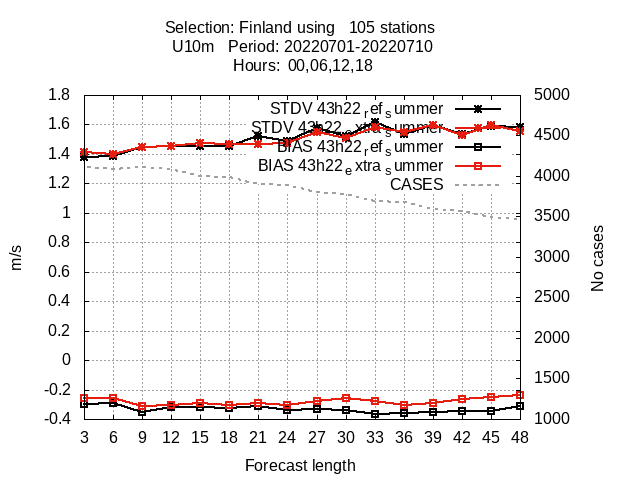 Selection: Finland using   105 stations
U10m   Period: 20220701-20220710
Hours:  00,06,12,18
1.8
1.6
1.4
1.2
1
0.8
0.6
0.4
0.2
0
-0.2
-0.4
m/s
STDV 43h22_ref_summer
STDV 43h22_extra_summer
BIAS 43h22_ref_summer
BIAS 43h22_extra_summer
CASES
5000
4500
4000
3500
3000
2500
2000
1500
1000
No cases
3 6 9 12 15 18 21 24 27 30 33 36 39 42 45 48
Forecast length